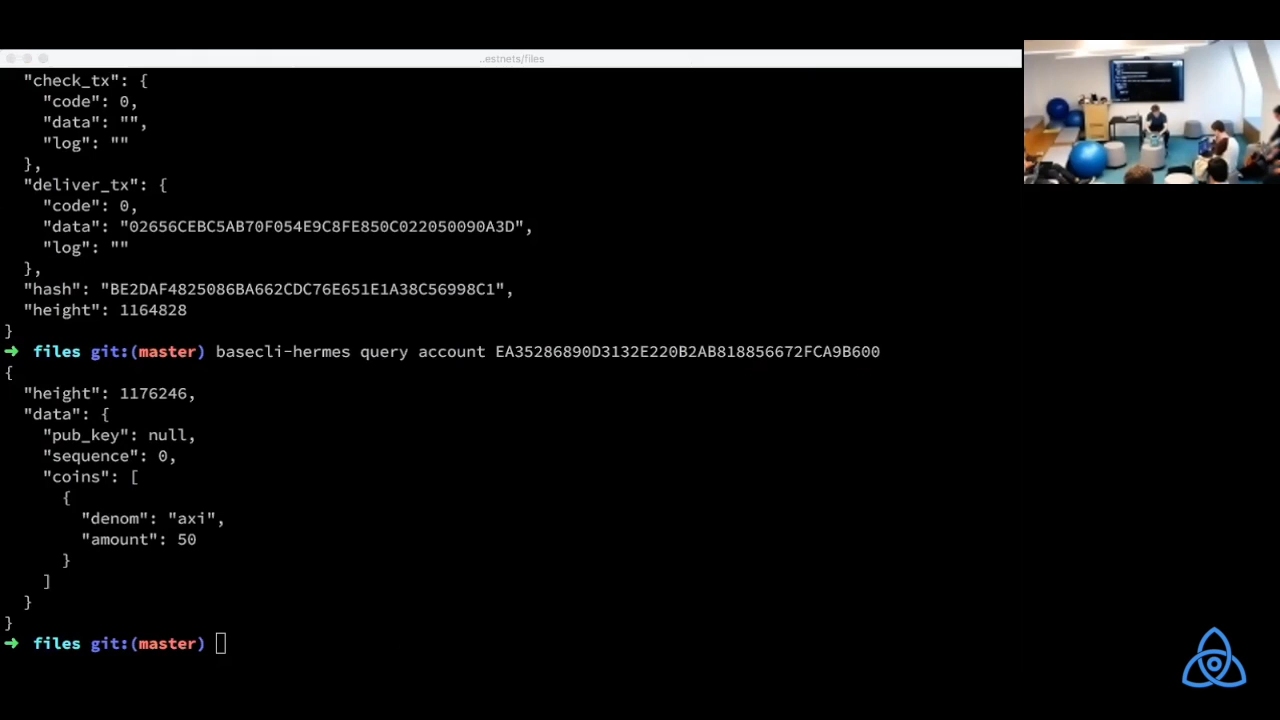 ..estnets/files
"check_tx": {
"code": 0,
"data": "",
"log": ""
},
"deliver_tx": {
"code": 0,
"data": "02656CEBC5AB70F054E9C8FE850C022050090A3D",
"log": ""
},
"hash": "BE2DAF4825086BA662CDC76E651E1A38C56998C1",
"height": 1164828
}
➜ files git:(master) basecli-hermes query account EA35286890D3132E220B2AB818856672FCA9B600
{
"height": 1176246,
"data": {
"pub_key": null,
"sequence": 0,
"coins": [
{
"denom": "axi",
"amount": 50
}
]
}
}
➜ files git:(master)